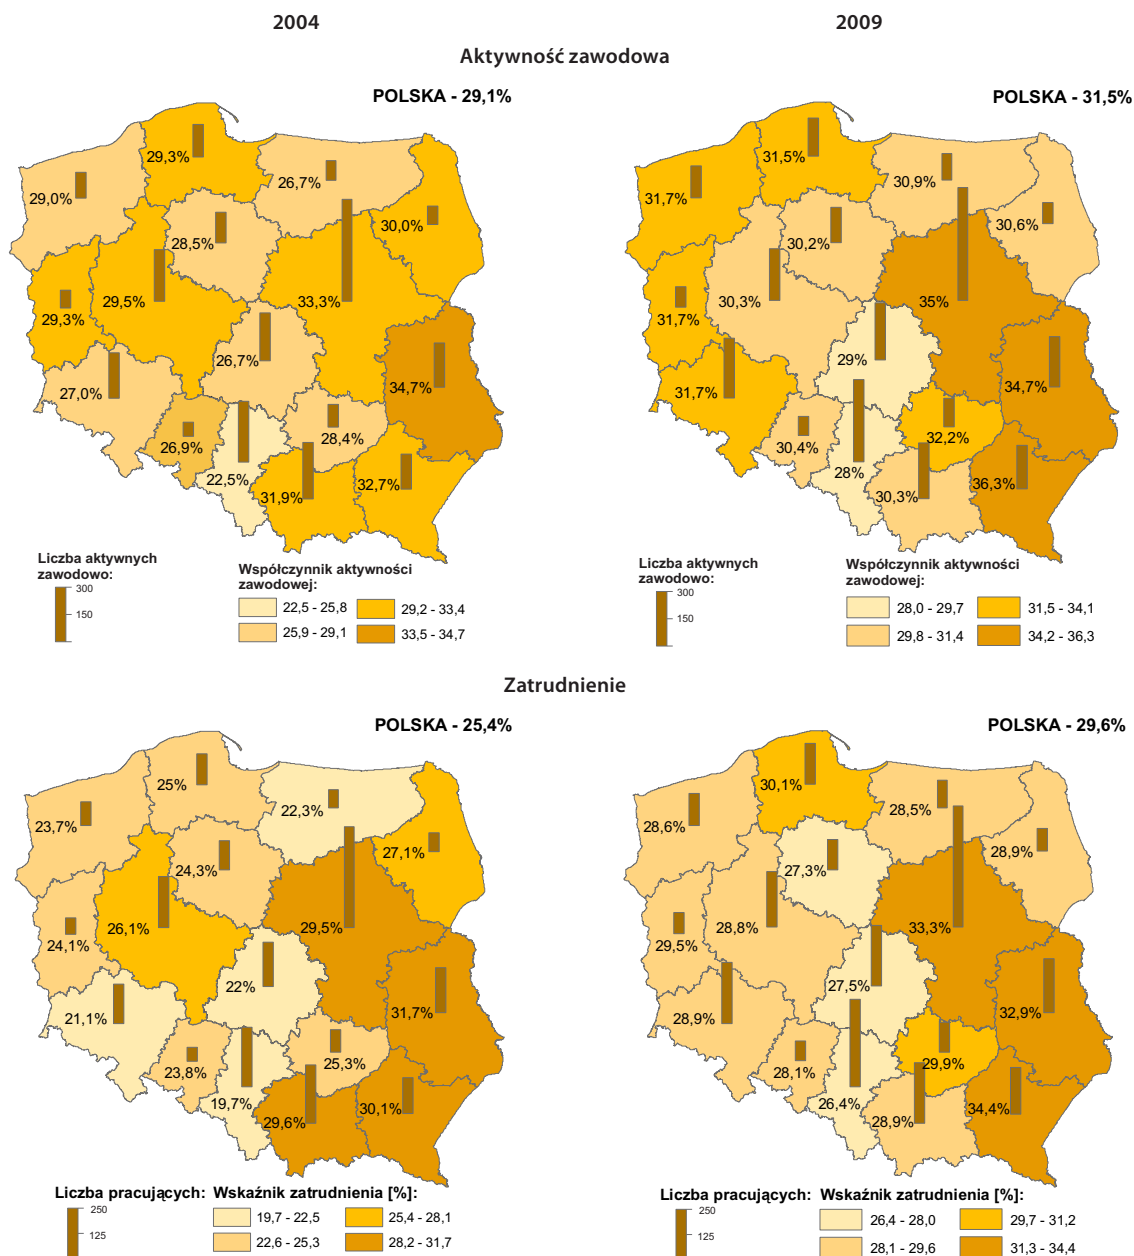 2004
2009
Aktywność zawodowa
POLSKA - 29,1%
POLSKA - 31,5%
29,3%
26,7%
29,0%
30,0%
28,5%
29,5%
33,3%
29,3%
26,7%
27,0%
34,7%
28,4%
26,9%
22,5%
31,9%
32,7%
31,5%
30,9%
31,7%
30,6%
30,2%
30,3%
35%
31,7%
29%
31,7%
34,7%
32,2%
30,4%
28%
30,3%
36,3%
Liczba aktywnych
zawodowo:
300
150
Współczynnik aktywności
zawodowej:
22,5 - 25,8
29,2 - 33,4
25,9 - 29,1
33,5 - 34,7
Liczba aktywnych
zawodowo:
300
150
Współczynnik aktywności
zawodowej:
28,0 - 29,7
31,5 - 34,1
29,8 - 31,4
34,2 - 36,3
Zatrudnienie
POLSKA - 25,4%
POLSKA - 29,6%
25%
22,3%
23,7%
27,1%
24,3%
26,1%
29,5%
24,1%
22%
21,1%
31,7%
25,3%
23,8%
19,7%
29,6%
30,1%
30,1%
28,5%
28,6%
28,9%
27,3%
28,8%
33,3%
29,5%
27,5%
28,9%
32,9%
29,9%
28,1%
26,4%
28,9%
34,4%
Liczba pracujących:
250
125
Wskaźnik zatrudnienia [%]:
19,7 - 22,5
25,4 - 28,1
22,6 - 25,3
28,2 - 31,7
Liczba pracujących:
250
125
Wskaźnik zatrudnienia [%]:
26,4 - 28,0
29,7 - 31,2
28,1 - 29,6
31,3 - 34,4